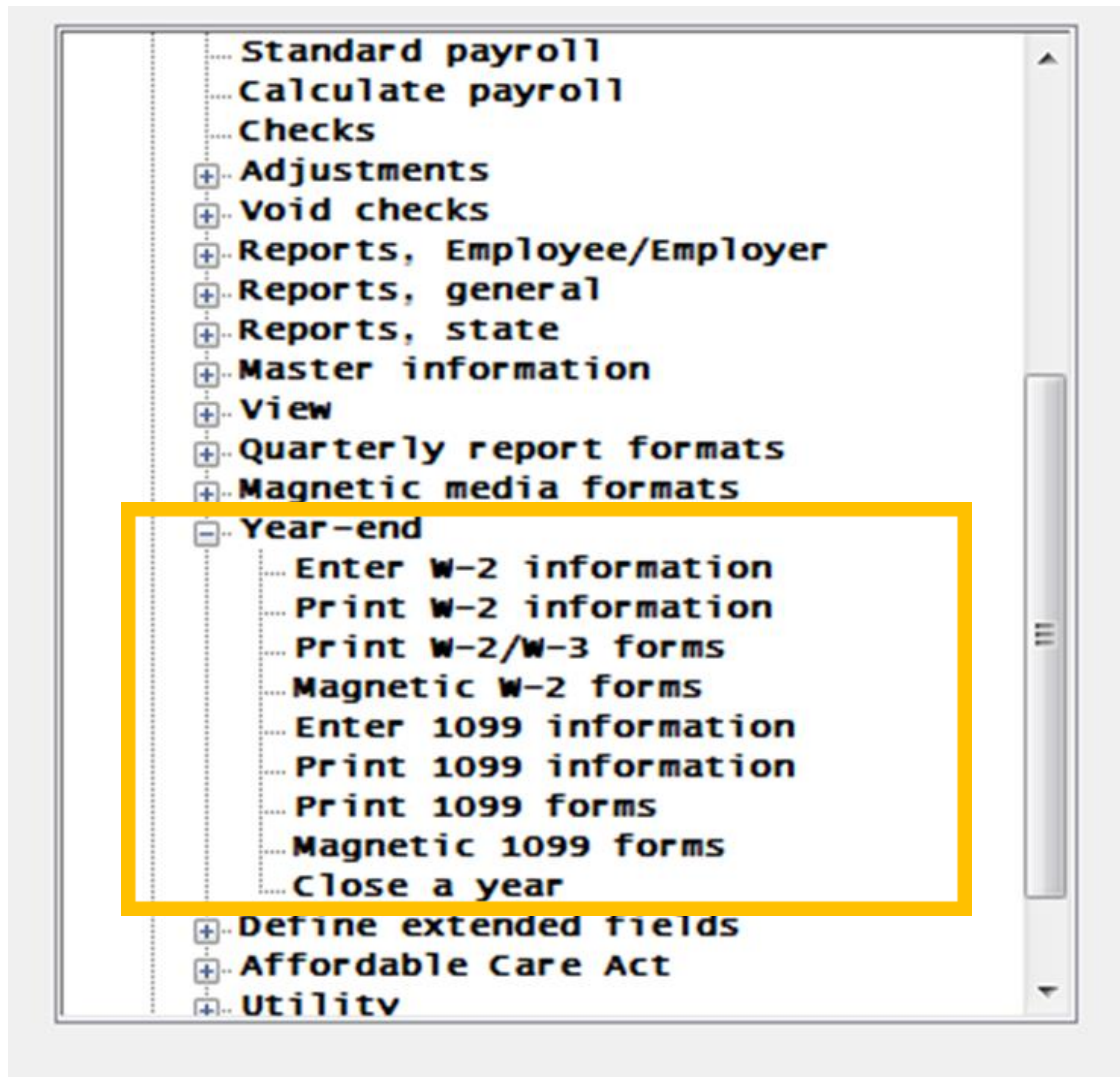 Standard payroll
Calculate payroll
Checks
Adjustments
Void checks
Reports, Employee/Employer
Reports, general
Reports, state
Master information
View
Quarterly report formats
Magnetic media formats
Year-end
Enter W-2 information
Print W-2 information
Print W-2/W-3 forms
Magnetic W-2 forms
Enter 1099 information
Print 1099 information
Print 1099 forms
Magnetic 1099 forms
Close a year
Define extended fields
Affordable Care Act
Utility